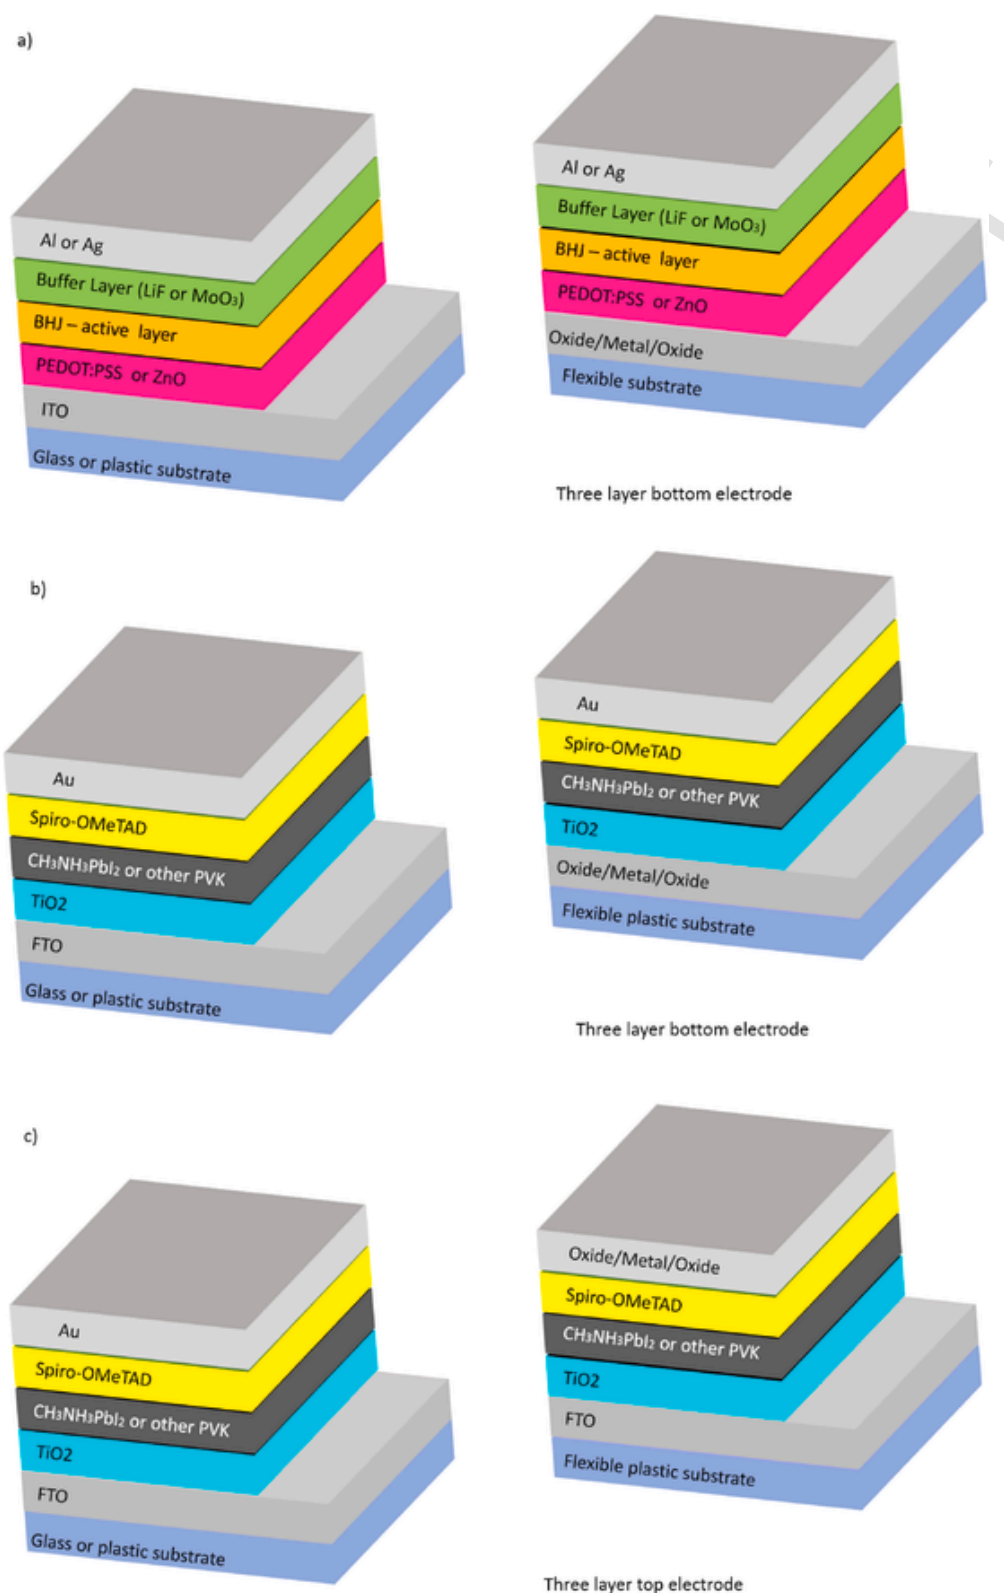 a)
Al or Ag
Buffer Layer (LiF or MoO₃)
BHJ – active layer
PEDOT:PSS or ZnO
ITO
Glass or plastic substrate
Al or Ag
Buffer Layer (LiF or MoO₃)
BHJ – active layer
PEDOT:PSS or ZnO
Oxide/Metal/Oxide
Flexible substrate
Three layer bottom electrode
b)
Au
Spiro-OMeTAD
CH₃NH₃PbI₂ or other PVK
TiO2
FTO
Glass or plastic substrate
Au
Spiro-OMeTAD
CH₃NH₃PbI₂ or other PVK
TiO2
Oxide/Metal/Oxide
Flexible plastic substrate
Three layer bottom electrode
c)
Au
Spiro-OMeTAD
CH₃NH₃PbI₂ or other PVK
TiO2
FTO
Glass or plastic substrate
Oxide/Metal/Oxide
Spiro-OMeTAD
CH₃NH₃PbI₂ or other PVK
TiO2
FTO
Flexible plastic substrate
Three layer top electrode